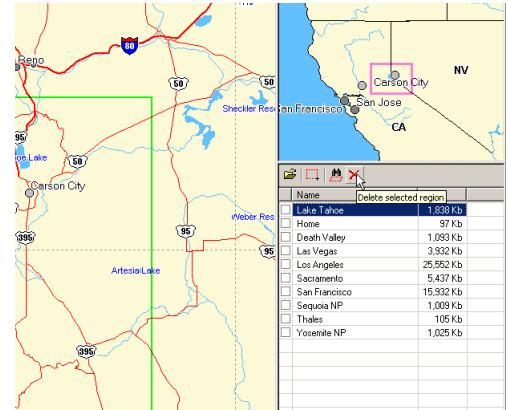 80
Reno
50
50
Sheckler Res
95
oe Lake
50
Carson City
Weber Res
395
95
95
Artesia Lake
395
NV
Carson City
an Francisco
San Jose
CA
Name
Delete selected region
Lake Tahoe 1,838 Kb
Home 97 Kb
Death Valley 1,093 Kb
Las Vegas 3,932 Kb
Los Angeles 25,552 Kb
Sacramento 5,437 Kb
San Francisco 15,932 Kb
Sequoia NP 1,009 Kb
Thales 105 Kb
Yosemite NP 1,025 Kb